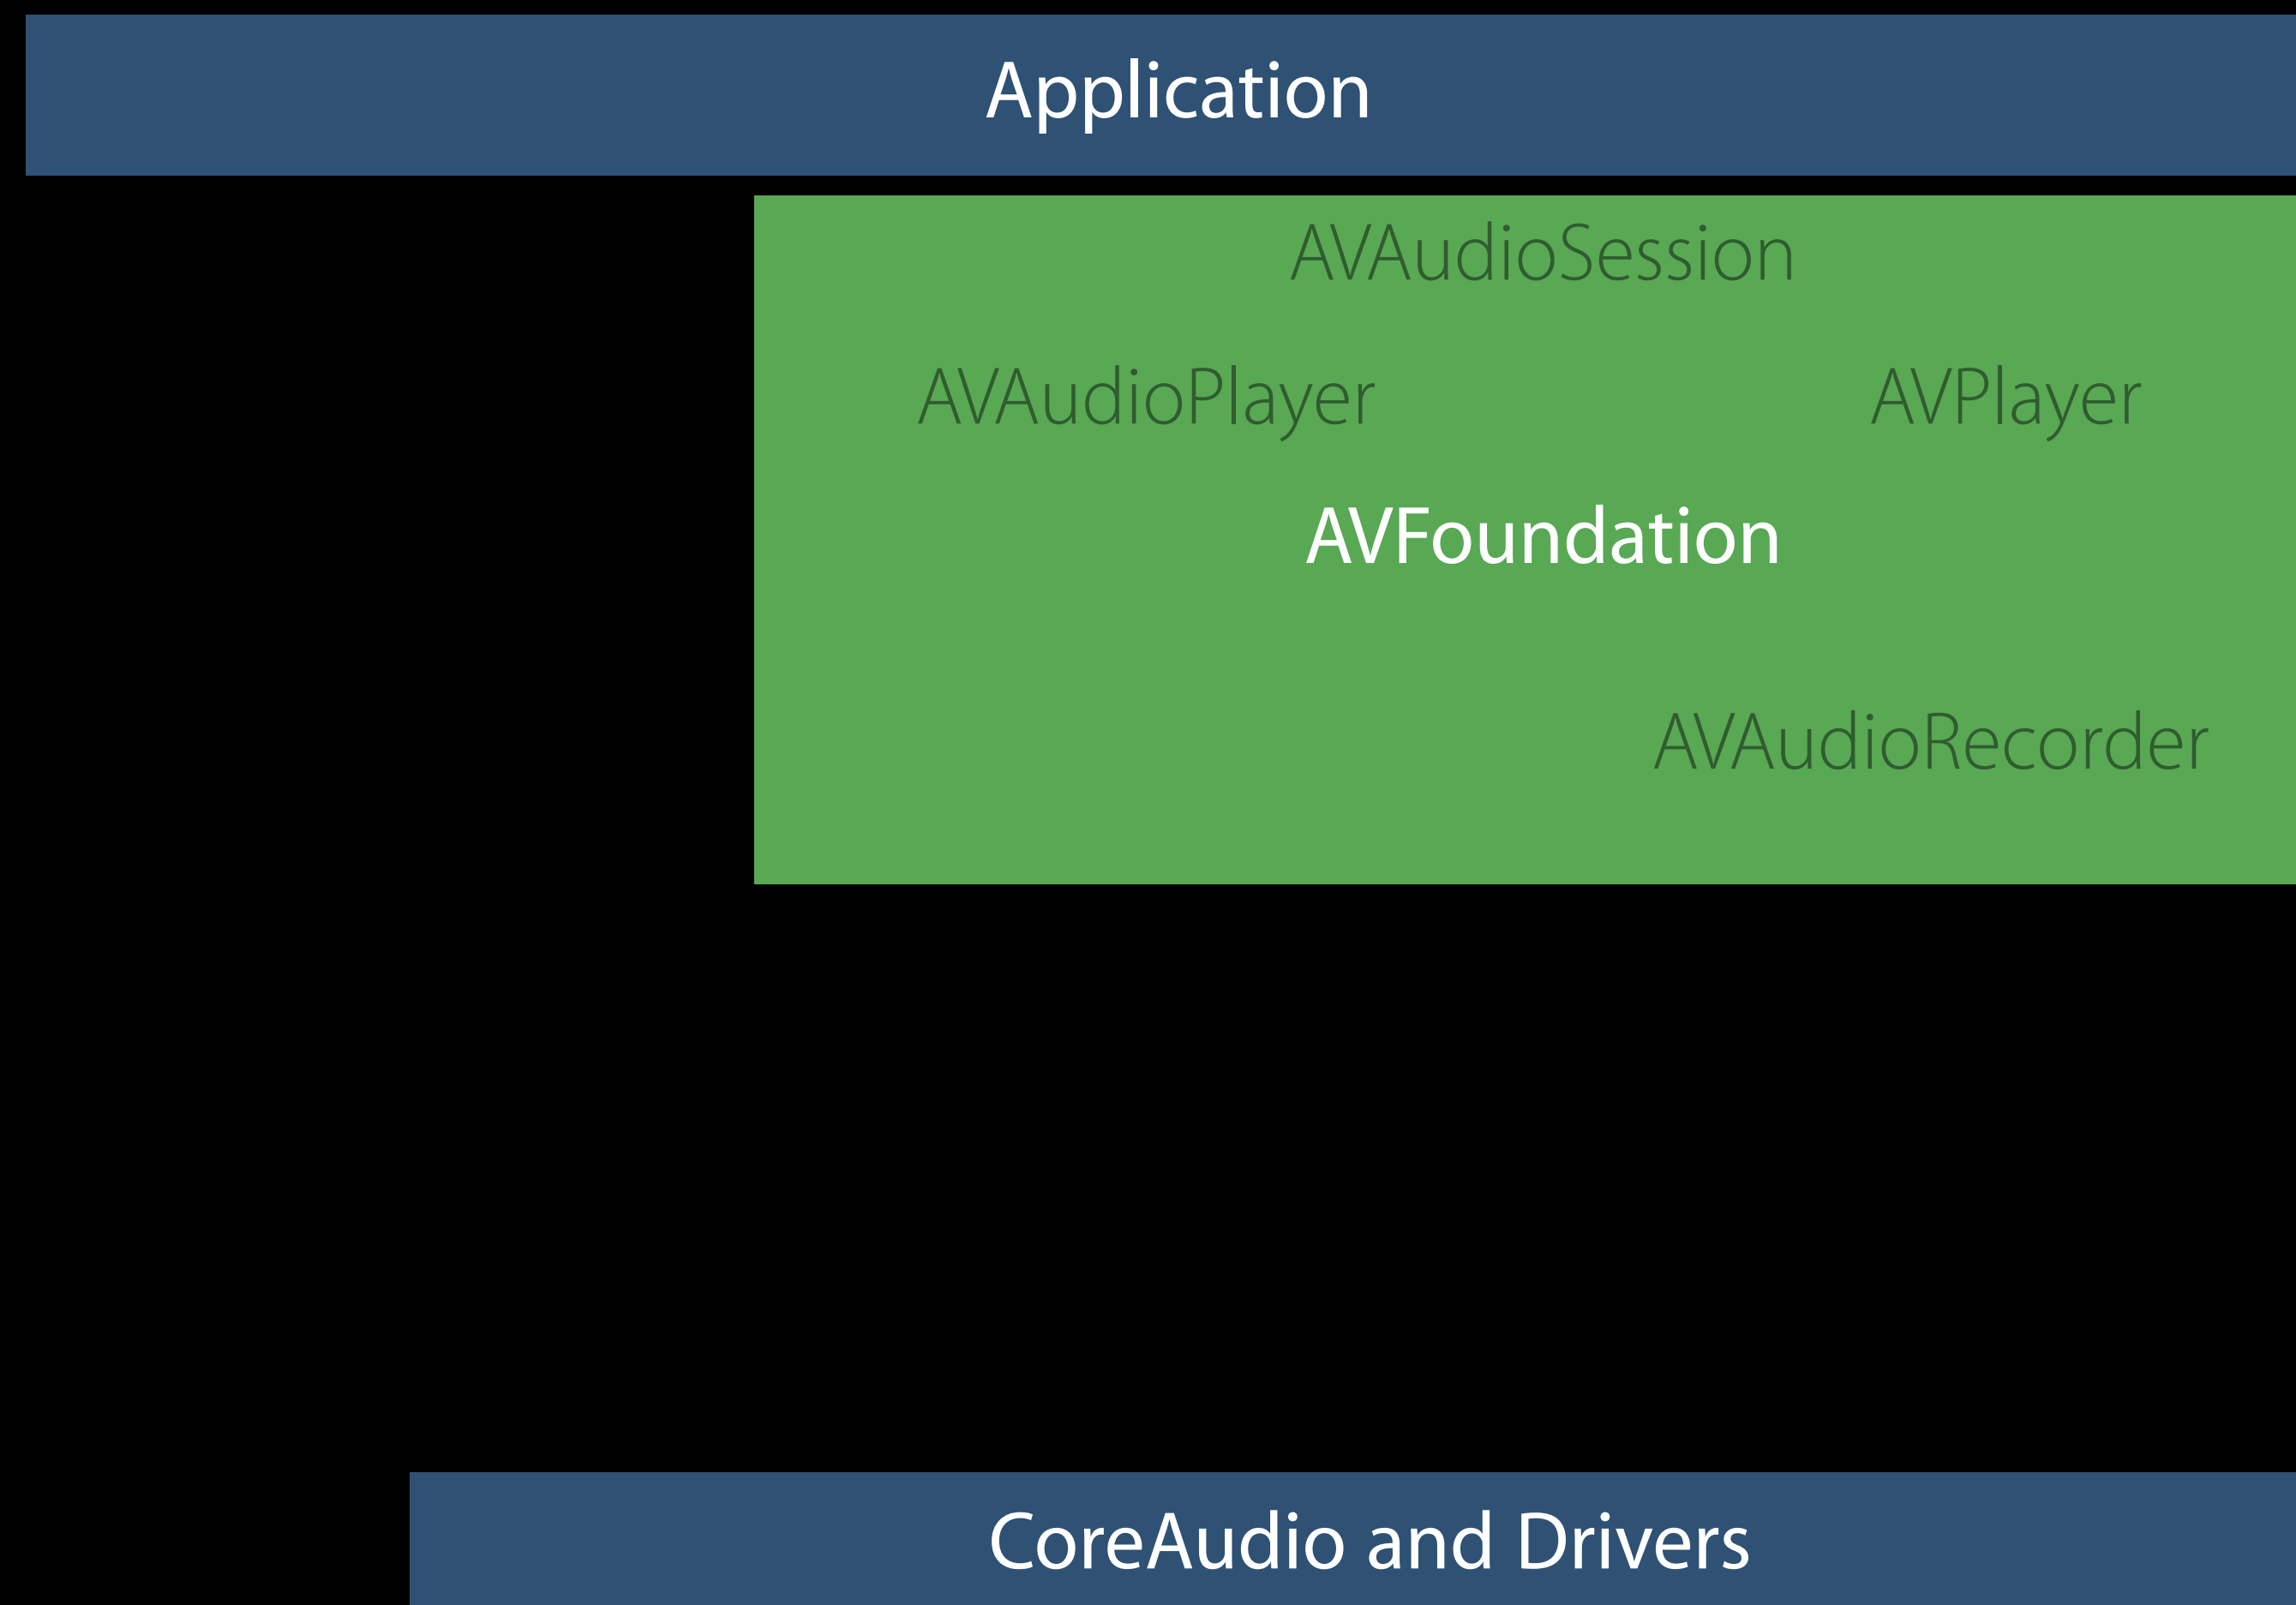 Application
AVAudioSession
AVAudioPlayer
AVPlayer
AVFoundation
AVAudioRecorder
CoreAudio and Drivers